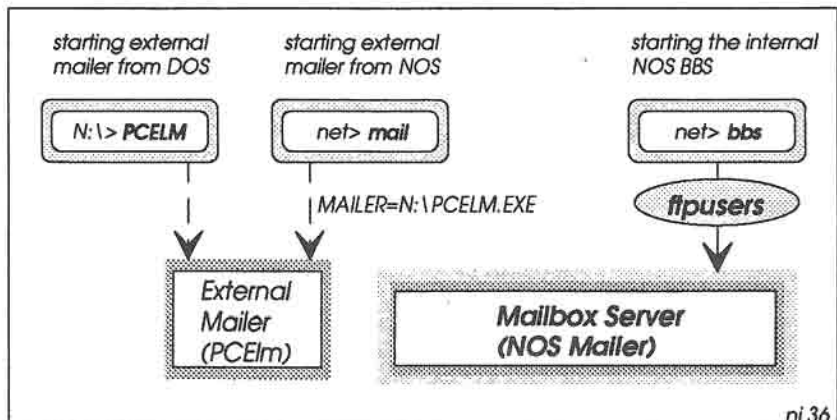 starting external
mailer from DOS
starting external
mailer from NOS
starting the internal
NOS BBS
N:\> PCELM
net> mail
net> bbs
MAILER=N:\PCELM.EXE
ftpusers
External
Mailer
(PCElm)
Mailbox Server
(NOS Mailer)
ni 36